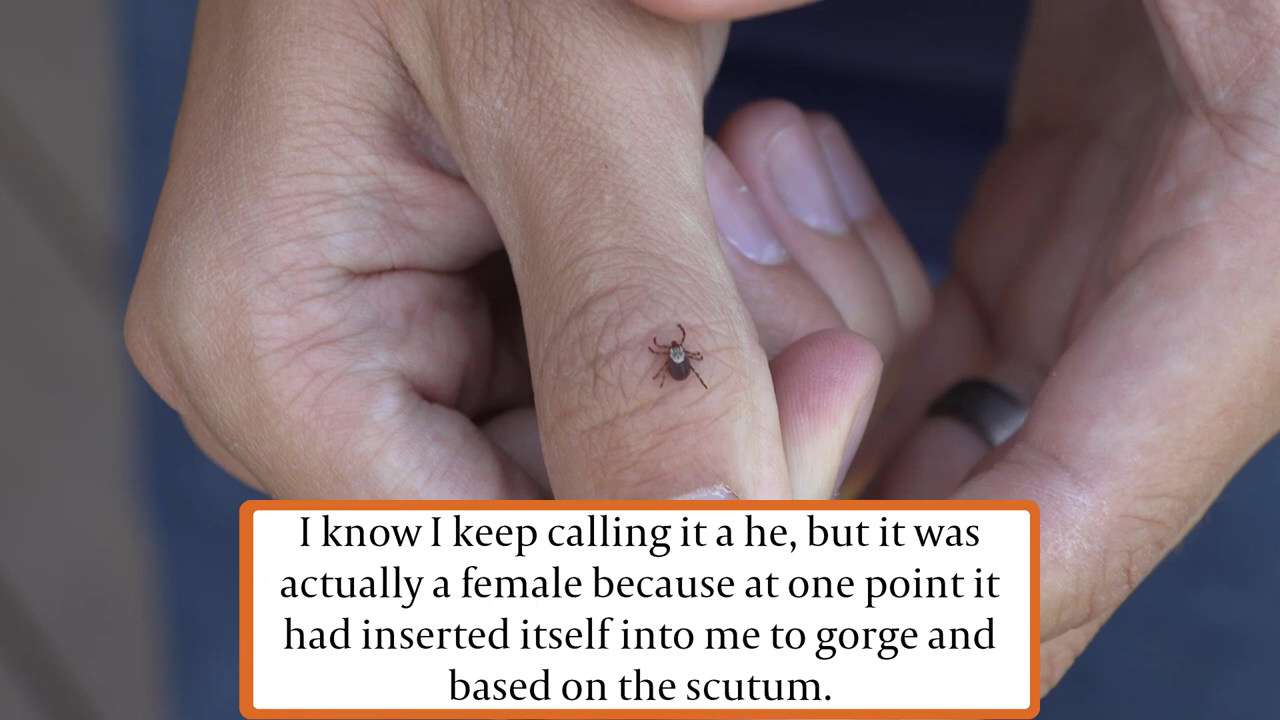 I know I keep calling it a he, but it was
actually a female because at one point it
had inserted itself into me to gorge and
based on the scutum.